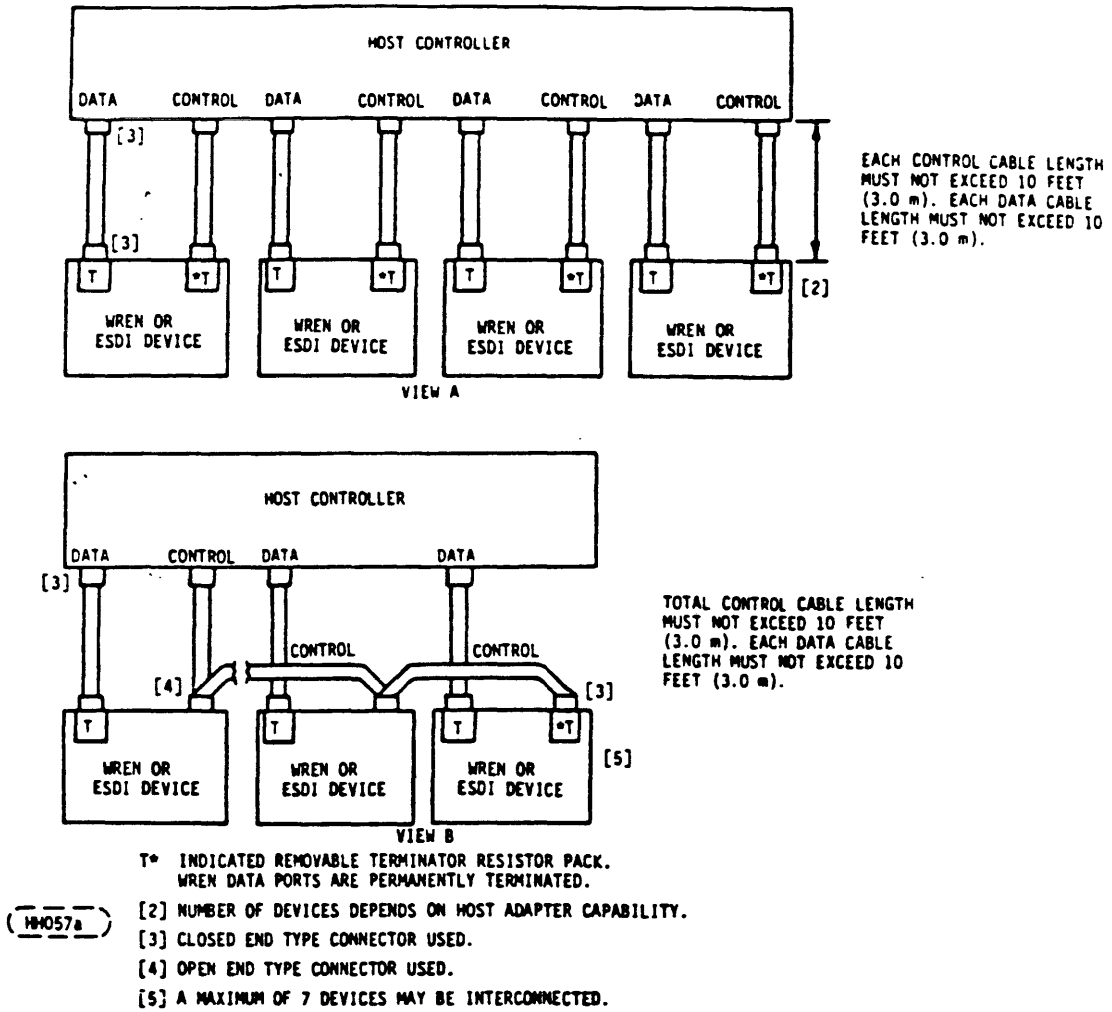 HOST CONTROLLER
DATA CONTROL DATA CONTROL DATA CONTROL DATA CONTROL
[3]
EACH CONTROL CABLE LENGTH
MUST NOT EXCEED 10 FEET
(3.0 m). EACH DATA CABLE
LENGTH MUST NOT EXCEED 10
FEET (3.0 m).
[3]
T *T T *T T *T T *T
[2]
WREN OR
ESDI DEVICE
WREN OR
ESDI DEVICE
WREN OR
ESDI DEVICE
WREN OR
ESDI DEVICE
VIEW A
HOST CONTROLLER
DATA CONTROL DATA DATA
[3]
TOTAL CONTROL CABLE LENGTH
MUST NOT EXCEED 10 FEET
(3.0 m). EACH DATA CABLE
LENGTH MUST NOT EXCEED 10
FEET (3.0 m).
CONTROL CONTROL
[4]
[3]
T T T *T
[5]
WREN OR
ESDI DEVICE
WREN OR
ESDI DEVICE
WREN OR
ESDI DEVICE
VIEW B
T* INDICATED REMOVABLE TERMINATOR RESISTOR PACK.
WREN DATA PORTS ARE PERMANENTLY TERMINATED.
[2] NUMBER OF DEVICES DEPENDS ON HOST ADAPTER CAPABILITY.
HH057a
[3] CLOSED END TYPE CONNECTOR USED.
[4] OPEN END TYPE CONNECTOR USED.
[5] A MAXIMUM OF 7 DEVICES MAY BE INTERCONNECTED.